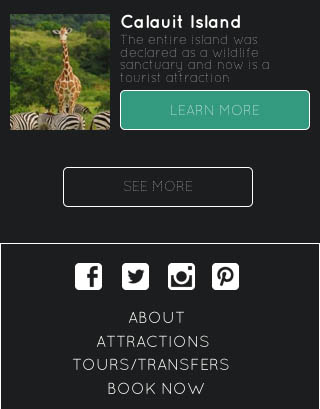 Calauit Island
The entire island was
declared as a wildlife
sanctuary and now is a
tourist attraction
LEARN MORE
SEE MORE
ABOUT
ATTRACTIONS
TOURS/TRANSFERS
BOOK NOW